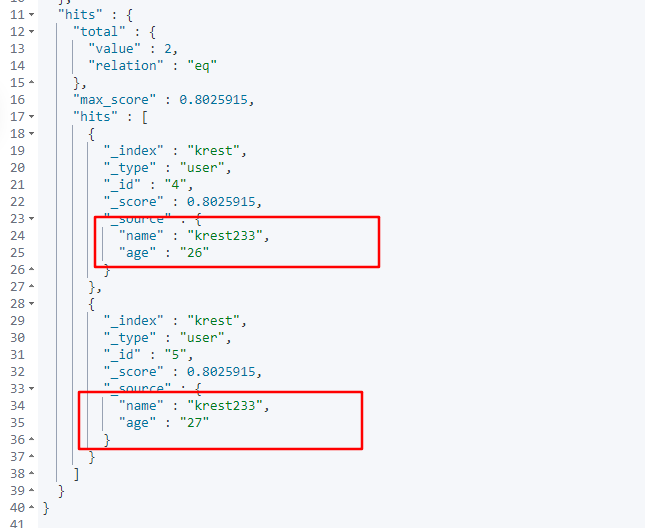 11 "hits" : {
12 "total" : {
13 "value" : 2,
14 "relation" : "eq"
15 },
16 "max_score" : 0.8025915,
17 "hits" : [
18 {
19 "_index" : "krest",
20 "_type" : "user",
21 "_id" : "4",
22 "_score" : 0.8025915,
23 "_source" : {
24 "name" : "krest233",
25 "age" : "26"
26 }
27 },
28 {
29 "_index" : "krest",
30 "_type" : "user",
31 "_id" : "5",
32 "_score" : 0.8025915,
33 "_source" : {
34 "name" : "krest233",
35 "age" : "27"
36 }
37 }
38 ]
39 }
40 }
41